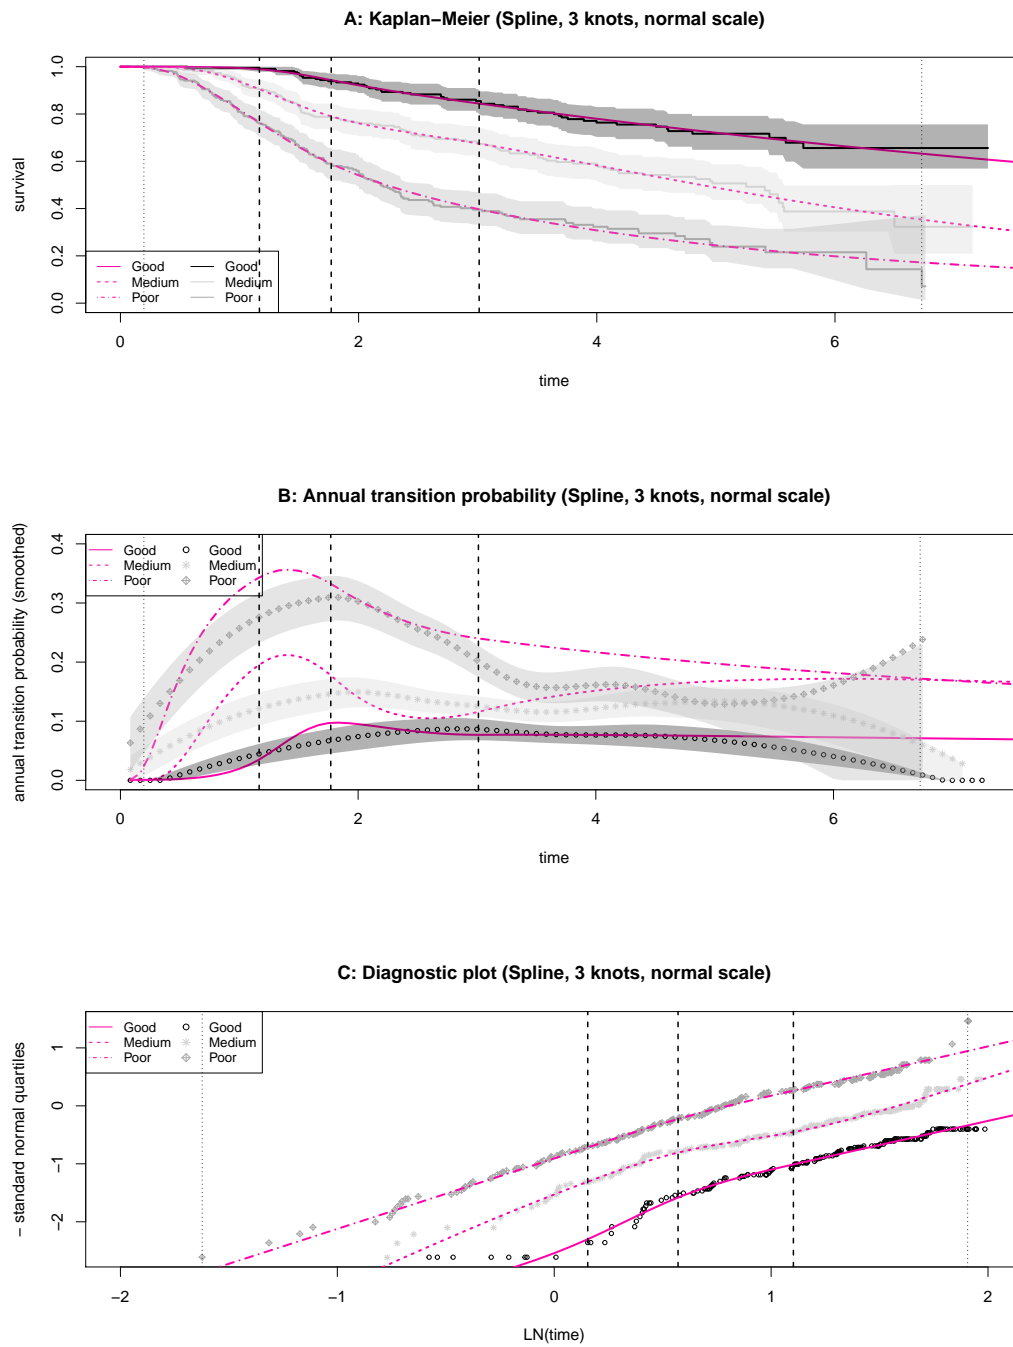 A: Kaplan−Meier (Spline, 3 knots, normal scale)
survival
0.0 0.2 0.4 0.6 0.8 1.0
Good Good
Medium Medium
Poor Poor
0 2 4 6
time
B: Annual transition probability (Spline, 3 knots, normal scale)
annual transition probability (smoothed)
0.0 0.1 0.2 0.3 0.4
Good Good
Medium Medium
Poor Poor
0 2 4 6
time
C: Diagnostic plot (Spline, 3 knots, normal scale)
− standard normal quartiles
−2 −1 0 1
Good Good
Medium Medium
Poor Poor
−2 −1 0 1 2
LN(time)